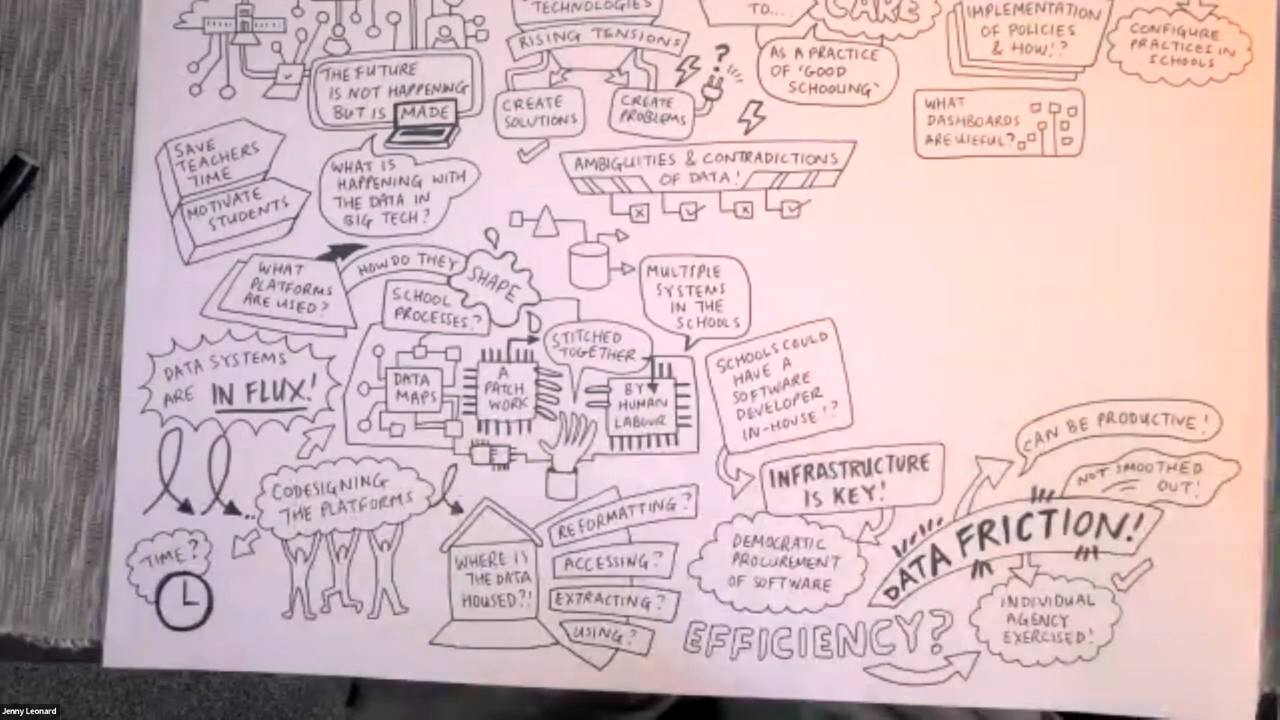 TECHNOLOGIES
RISING TENSIONS
CREATE
SOLUTIONS
CREATE
PROBLEMS
?
THE FUTURE
IS NOT HAPPENING
BUT IS MADE
TO...
CARE
AS A PRACTICE
OF "GOOD
SCHOOLING"
IMPLEMENTATION
OF POLICIES
& HOW!?
CONFIGURE
PRACTICES IN
SCHOOLS
WHAT
DASHBOARDS
ARE USEFUL?
SAVE
TEACHERS
TIME
MOTIVATE
STUDENTS
WHAT IS
HAPPENING WITH
THE DATA IN
BIG TECH?
AMBIGUITIES & CONTRADICTIONS
OF DATA!
WHAT
PLATFORMS
ARE USED?
HOW DO THEY
SHAPE
SCHOOL
PROCESSES?
MULTIPLE
SYSTEMS
IN THE
SCHOOLS
DATA SYSTEMS
ARE IN FLUX!
DATA
MAPS
A
PATCH
WORK
STITCHED
TOGETHER
BY
HUMAN
LABOUR
SCHOOLS COULD
HAVE A
SOFTWARE
DEVELOPER
IN-HOUSE!?
CODESIGNING
THE PLATFORMS
TIME?
WHERE IS
THE DATA
HOUSED?!
REFORMATTING?
ACCESSING?
EXTRACTING?
USING?
INFRASTRUCTURE
IS KEY!
DEMOCRATIC
PROCUREMENT
OF SOFTWARE
EFFICIENCY?
DATA FRICTION!
CAN BE PRODUCTIVE!
NOT SMOOTHED
OUT!
INDIVIDUAL
AGENCY
EXERCISED!
Jenny Leonard